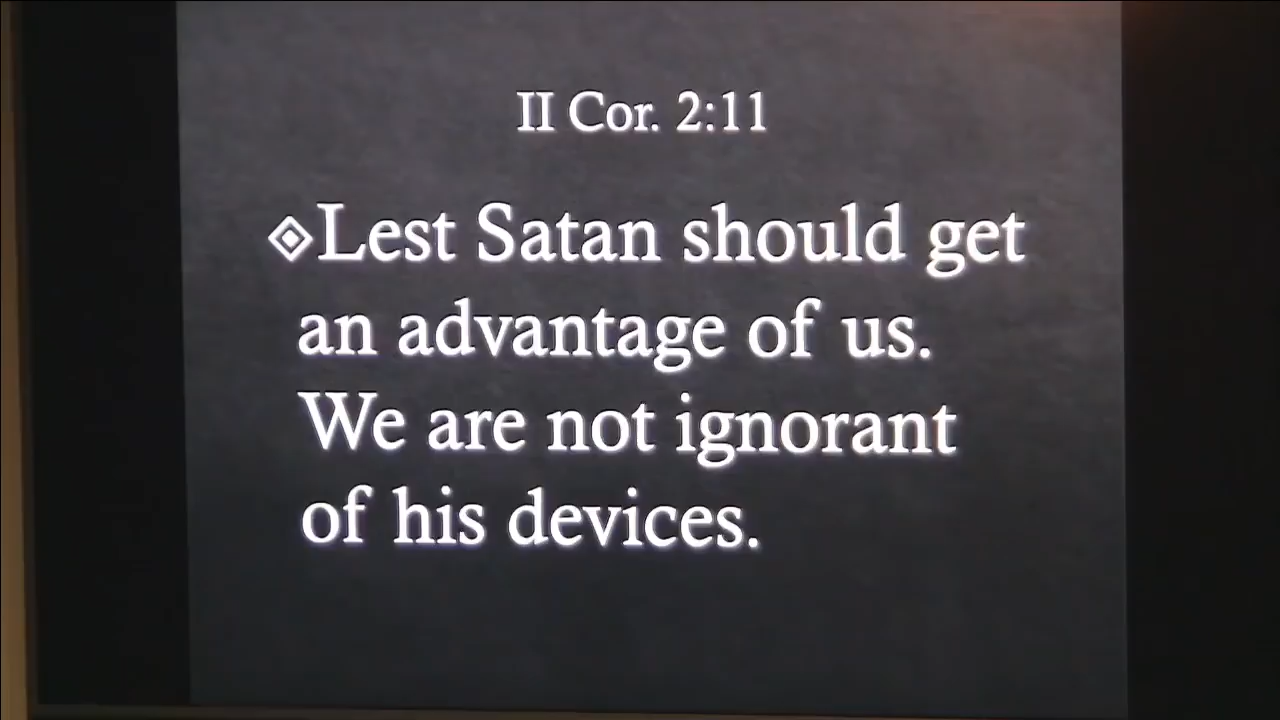 II Cor. 2:11
Lest Satan should get
an advantage of us.
We are not ignorant
of his devices.